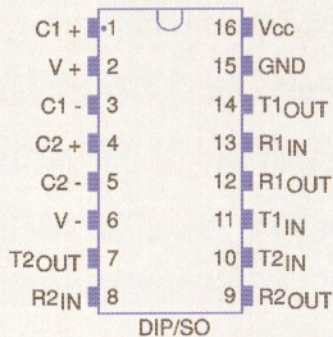 C1 + 1 16 Vcc
V + 2 15 GND
C1 - 3 14 T1OUT
C2 + 4 13 R1IN
C2 - 5 12 R1OUT
V - 6 11 T1IN
T2OUT 7 10 T2IN
R2IN 8 9 R2OUT
DIP/SO